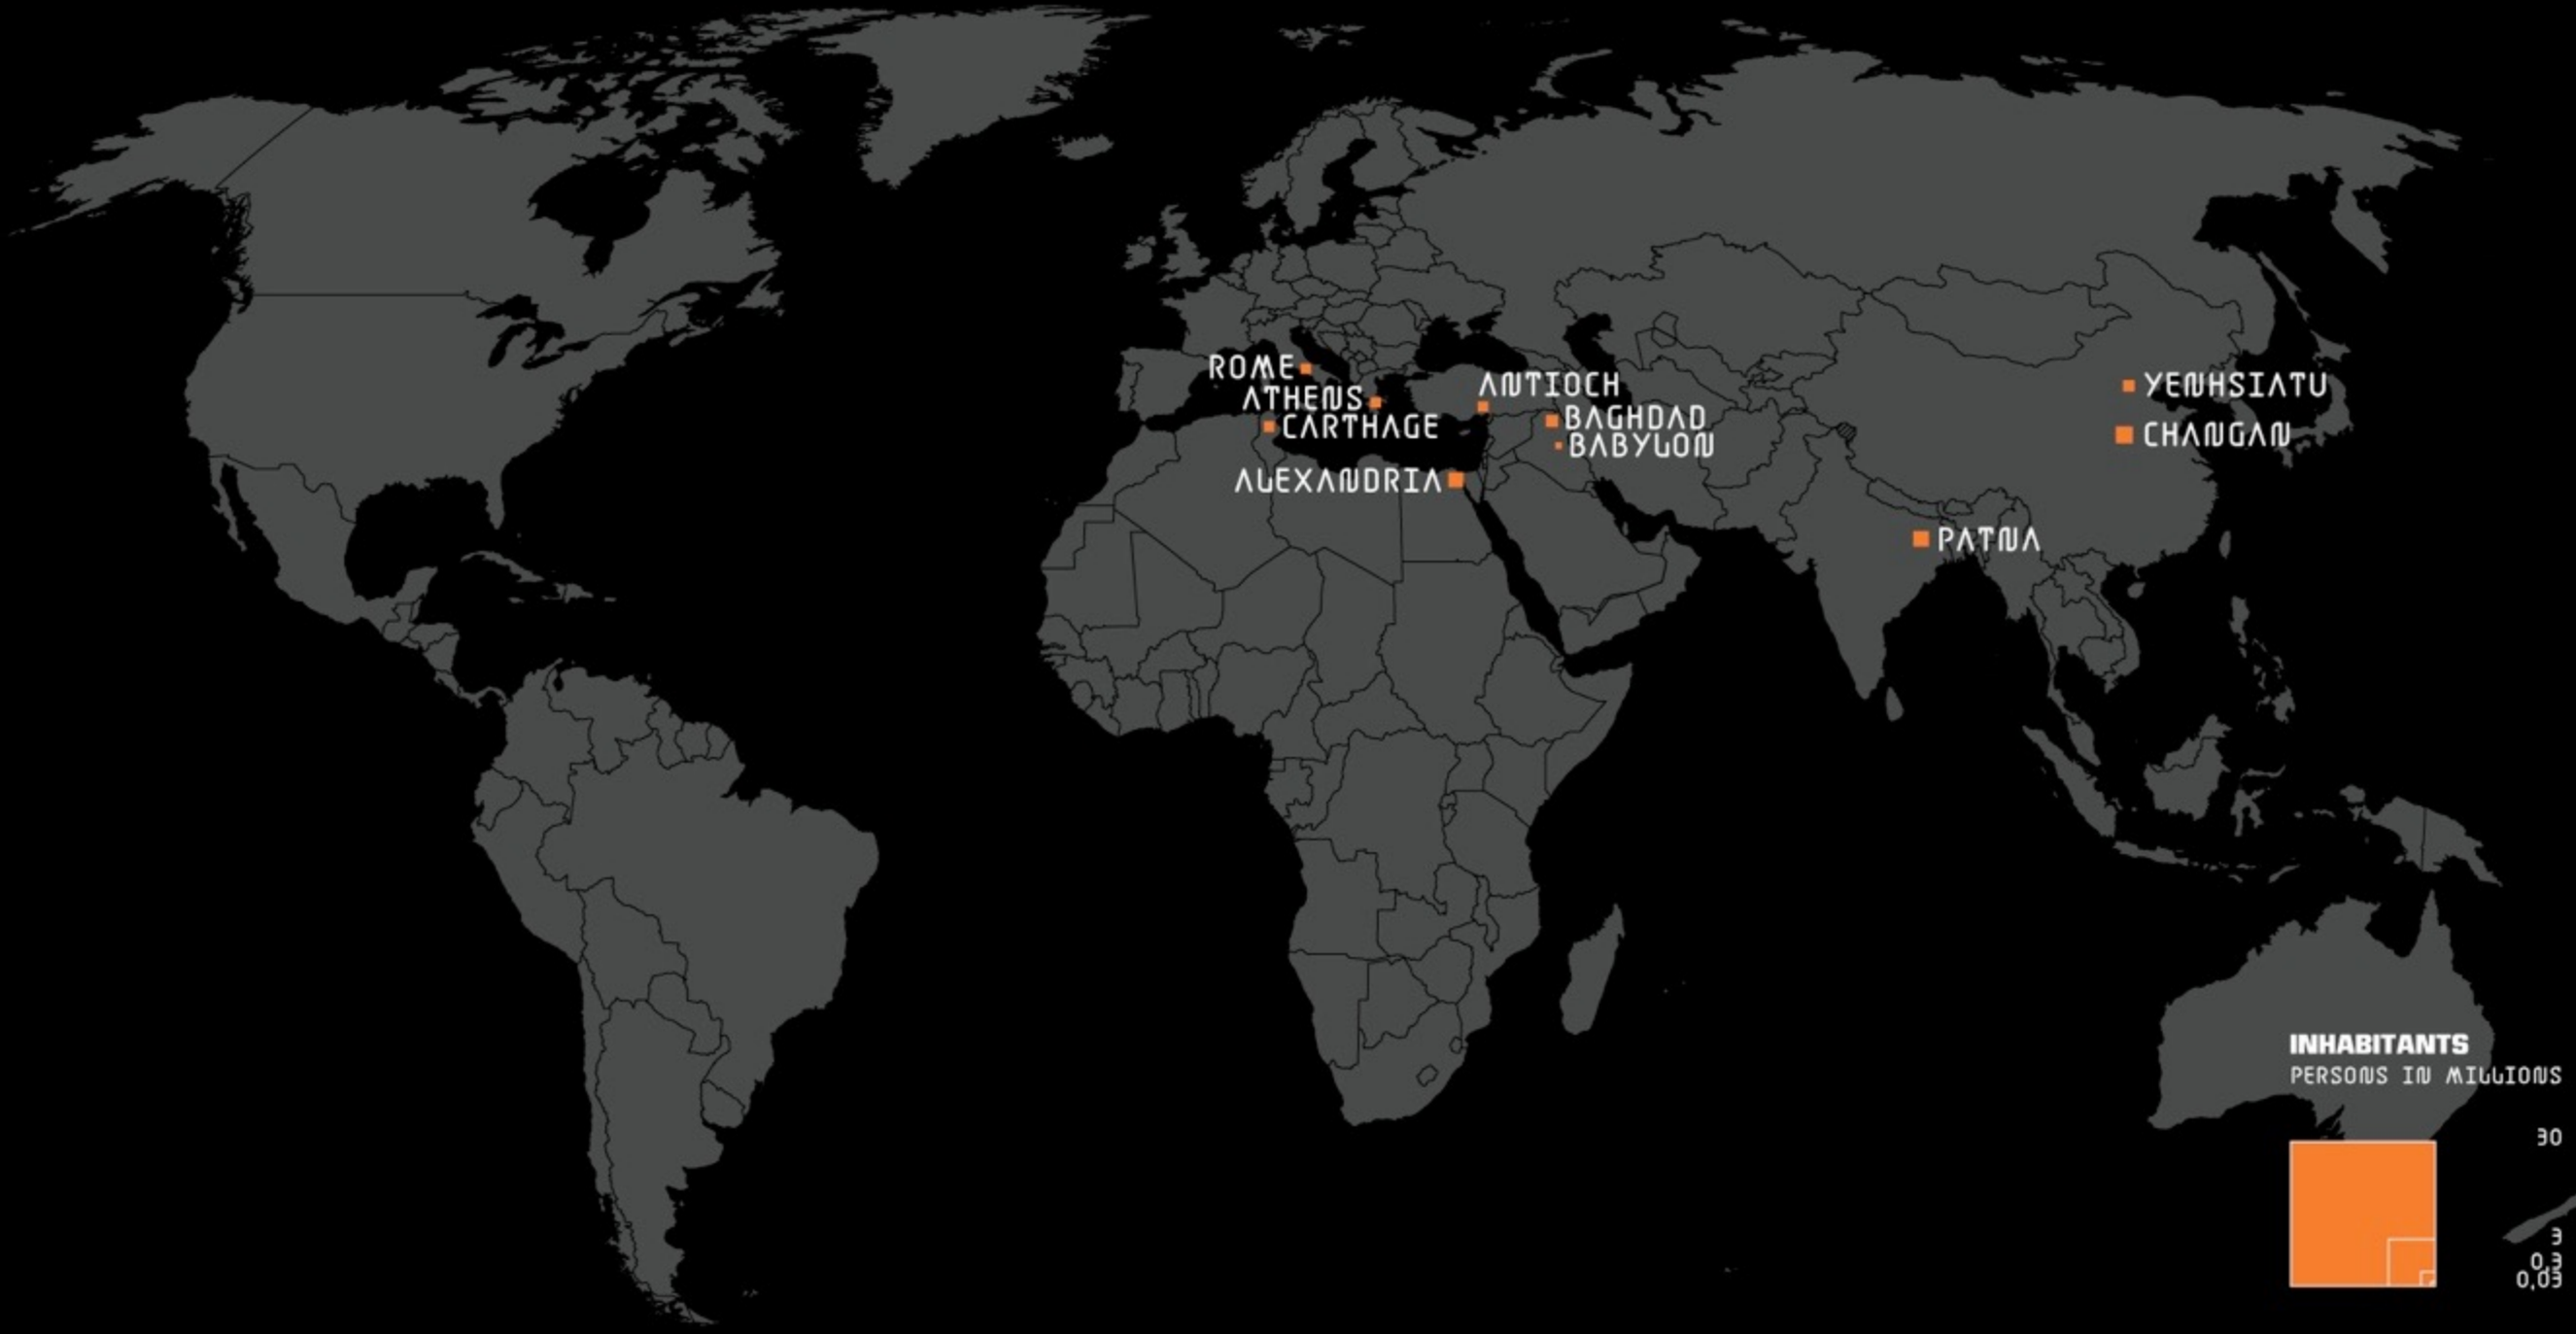 ROME
ATHENS
CARTHAGE
ALEXANDRIA
ANTIOCH
BAGHDAD
BABYLON
YENHSIATU
CHANGAN
PATNA
INHABITANTS
PERSONS IN MILLIONS
30
3
0,3
0,03